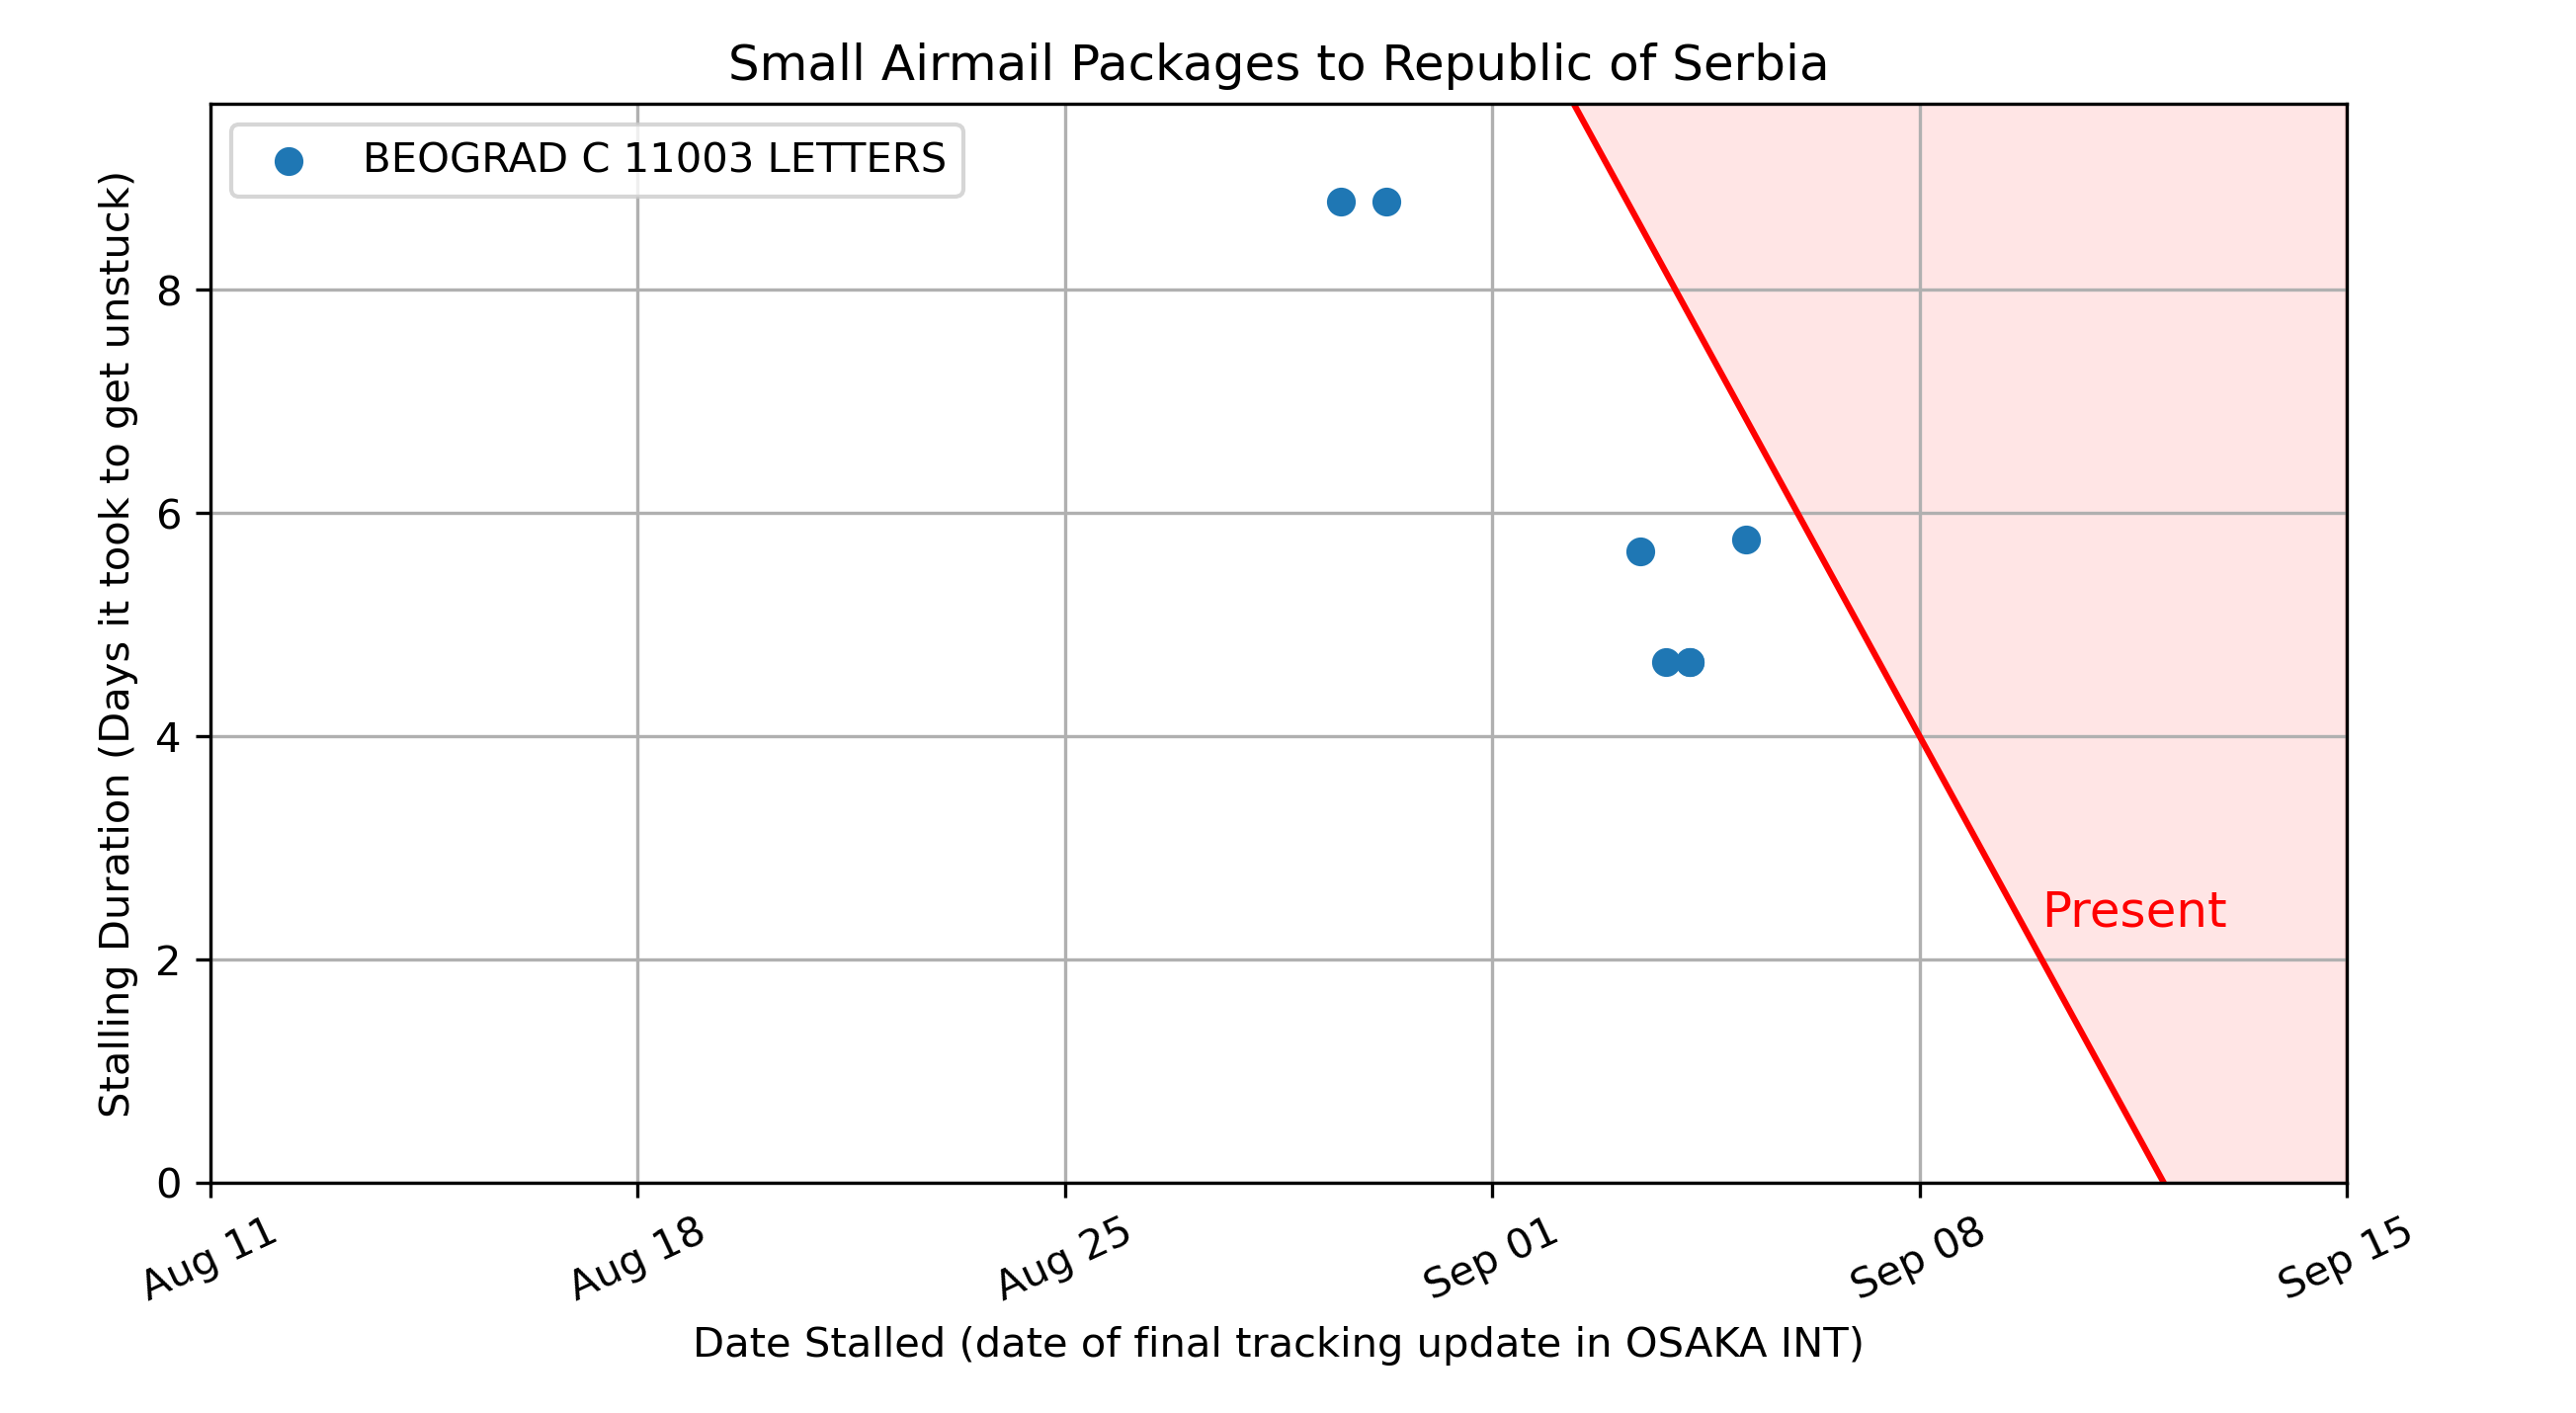 Small Airmail Packages to Republic of Serbia
BEOGRAD C 11003 LETTERS
Stalling Duration (Days it took to get unstuck)
8
6
4
2
0
Present
Aug 11
Aug 18
Aug 25
Sep 01
Sep 08
Sep 15
Date Stalled (date of final tracking update in OSAKA INT)